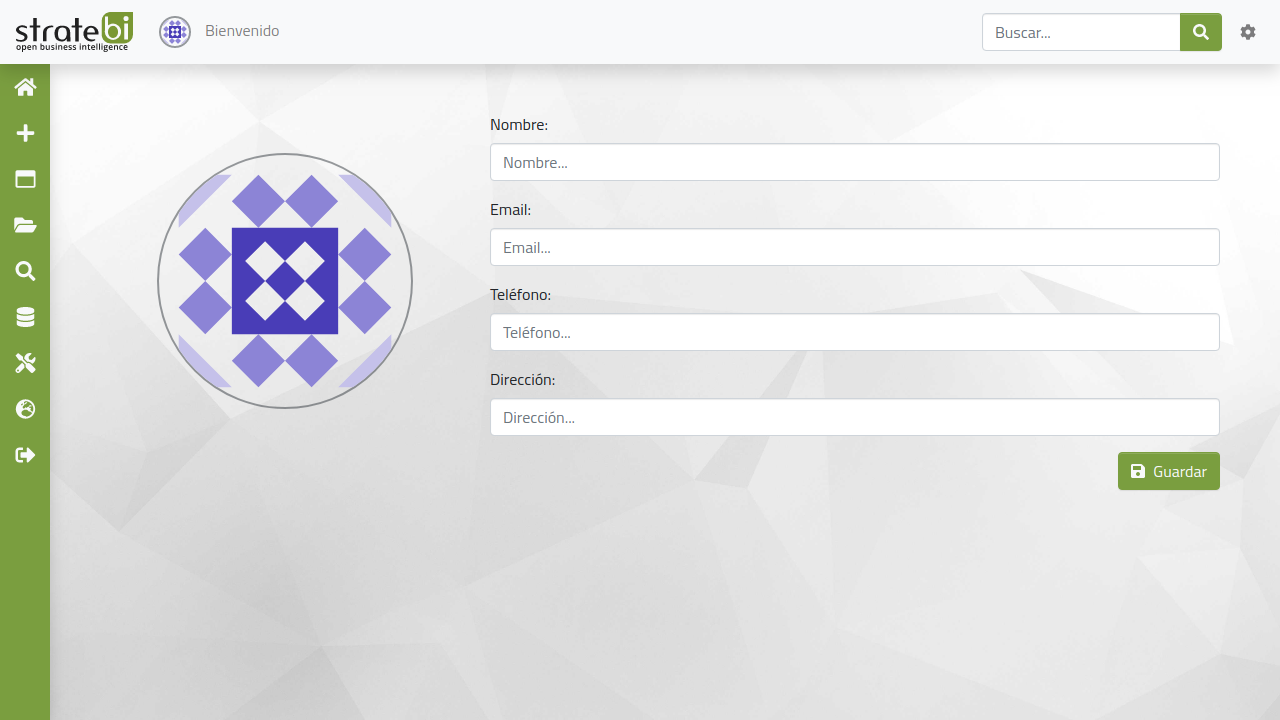 stratebi
open business intelligence
Bienvenido
Buscar...
Nombre:
Nombre...
Email:
Email...
Teléfono:
Teléfono...
Dirección:
Dirección...
Guardar